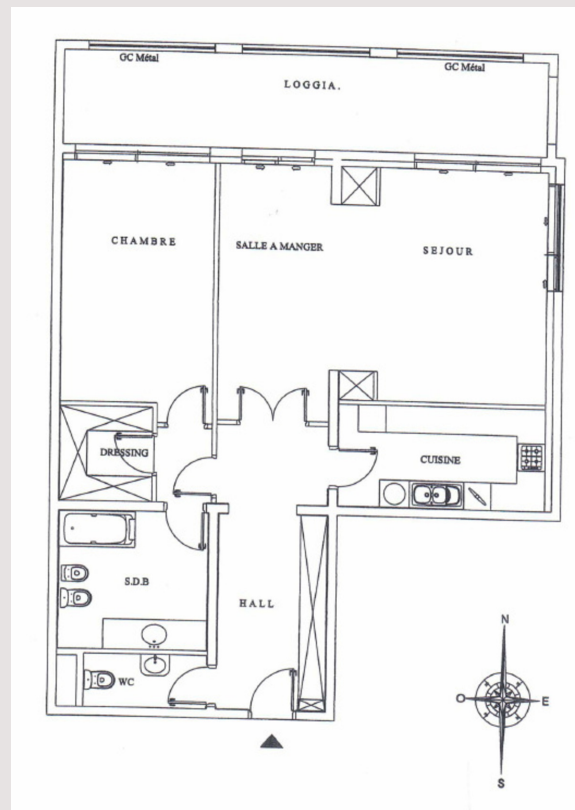 GC Métal
GC Métal
LOGGIA.
CHAMBRE
SALLE A MANGER
SEJOUR
DRESSING
CUISINE
S.D.B
HALL
WC
N
O
E
S